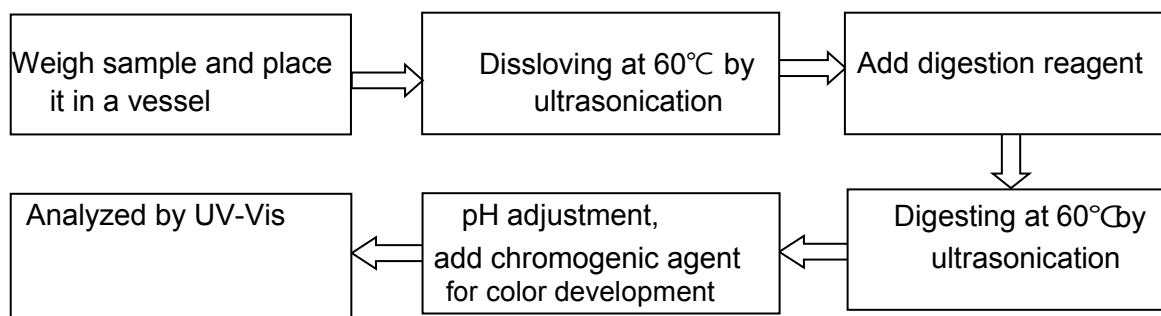 Weigh sample and place
it in a vessel
Dissloving at 60℃ by
ultrasonication
Add digestion reagent
Digesting at 60℃by
ultrasonication
pH adjustment,
add chromogenic agent
for color development
Analyzed by UV-Vis